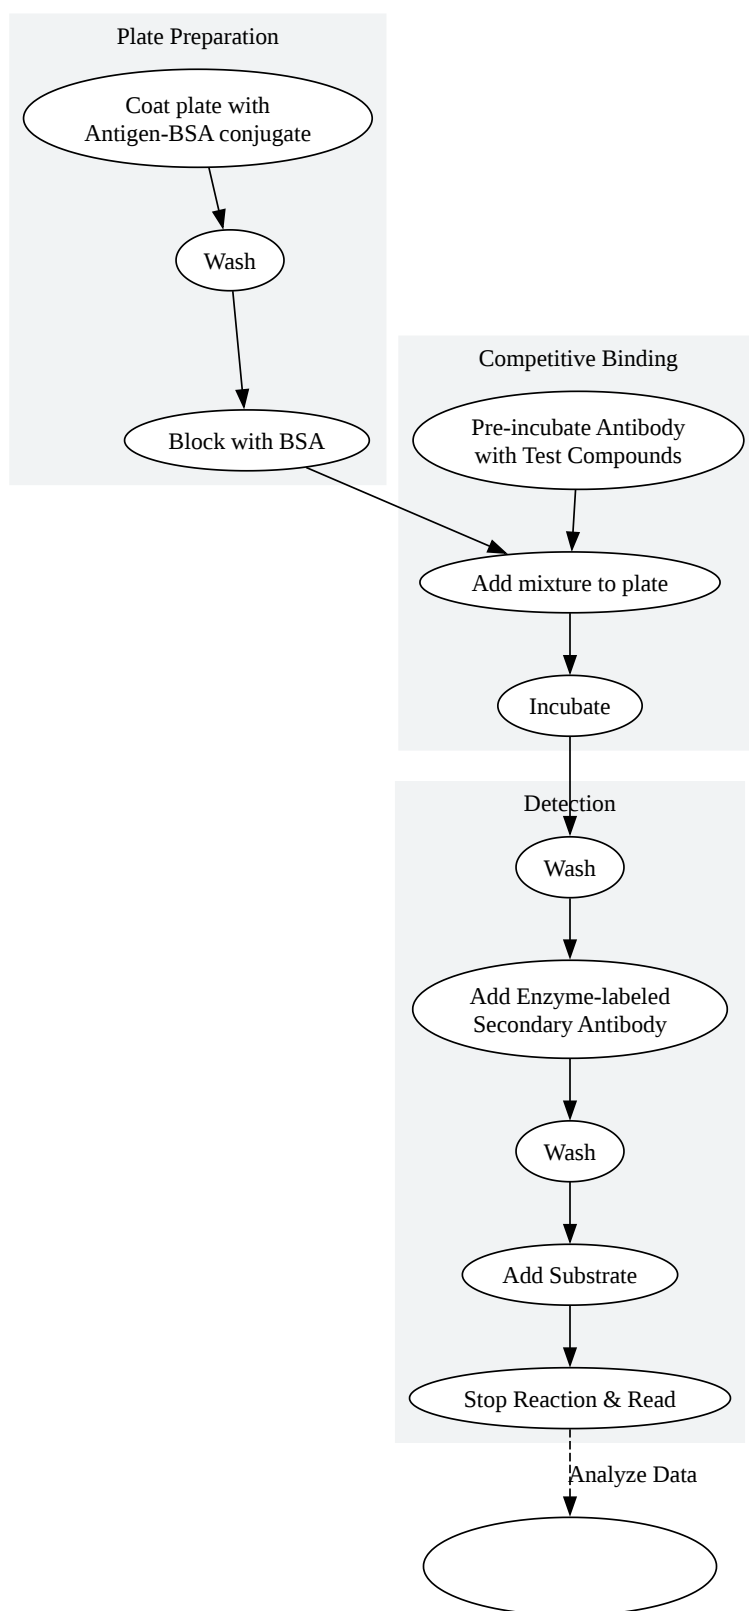 Plate Preparation
Coat plate with
Antigen-BSA conjugate
Wash
Block with BSA
Competitive Binding
Pre-incubate Antibody
with Test Compounds
Add mixture to plate
Incubate
Detection
Wash
Add Enzyme-labeled
Secondary Antibody
Wash
Add Substrate
Stop Reaction & Read
Analyze Data